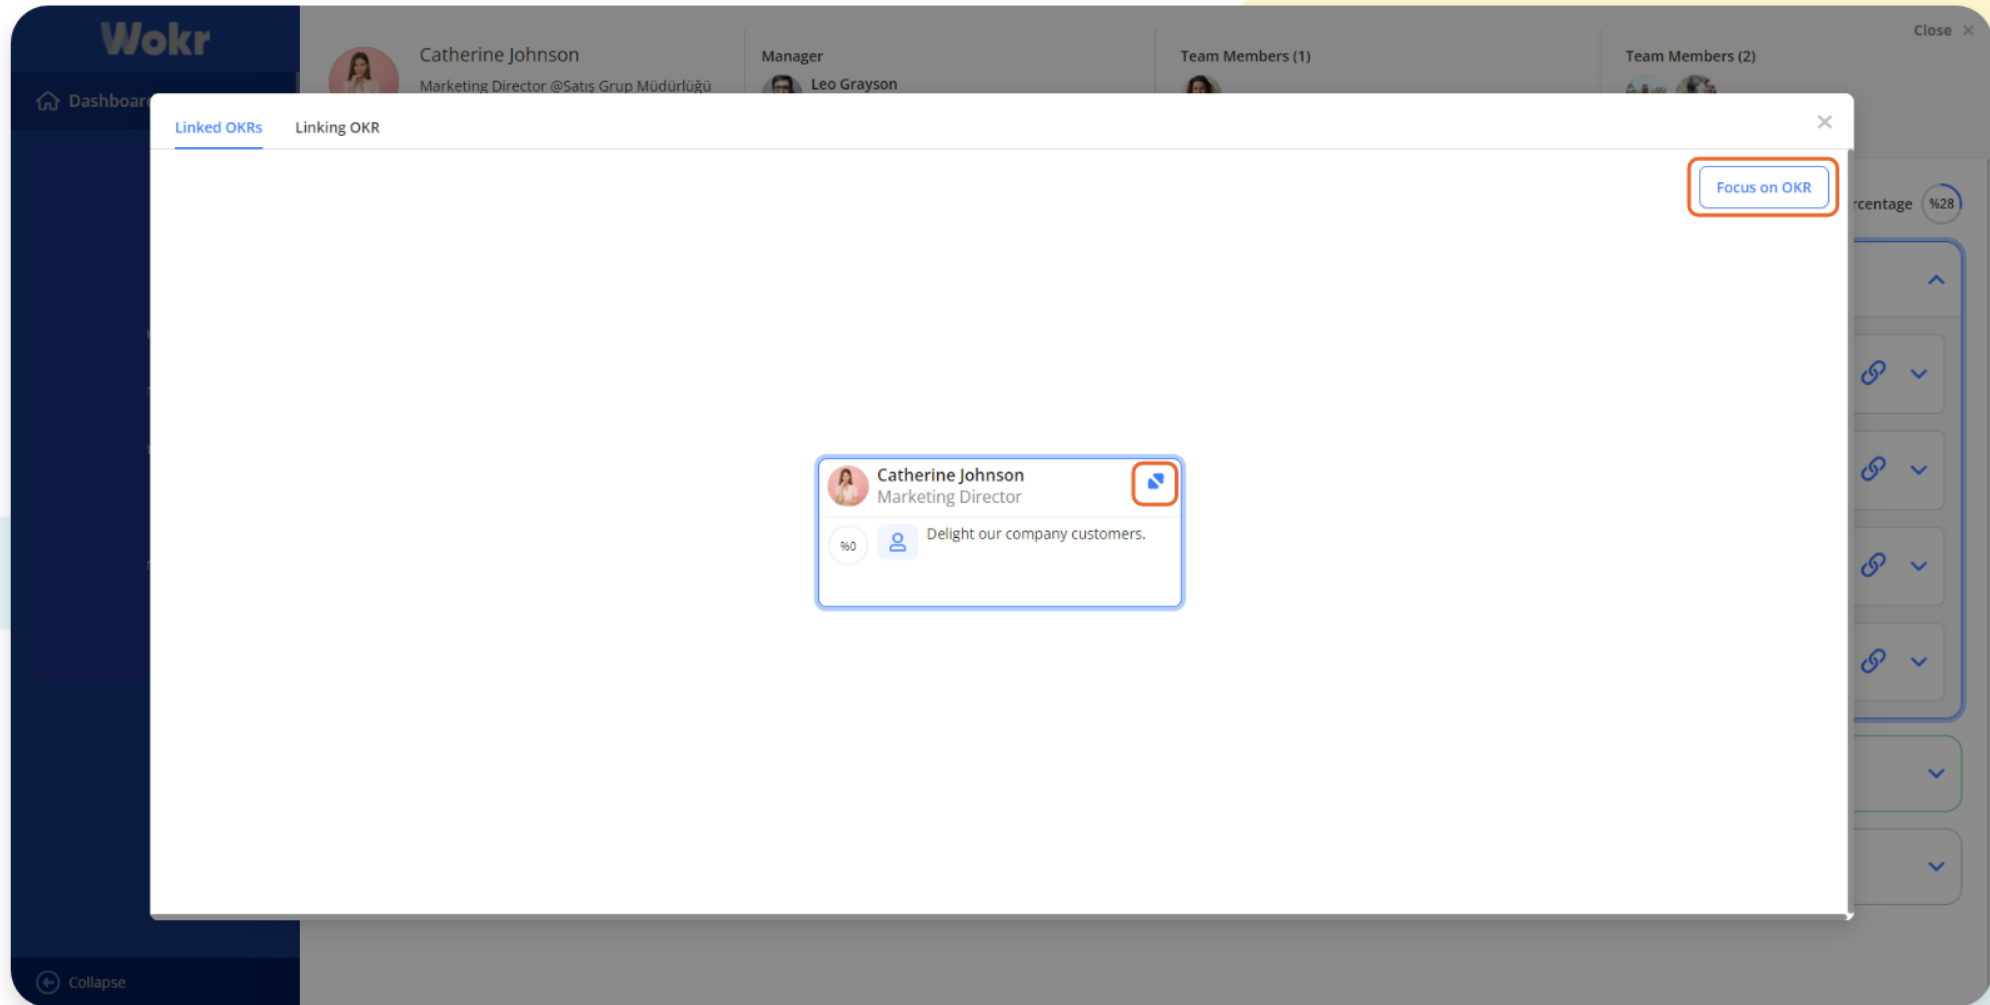 Wokr
Dashboar
Catherine Johnson
Marketing Director @Satış Grup Müdürlüğü
Manager
Leo Grayson
Team Members (1)
Team Members (2)
Close
Linked OKRs
Linking OKR
Focus on OKR
rcentage
%28
Catherine Johnson
Marketing Director
%0
Delight our company customers.
Collapse